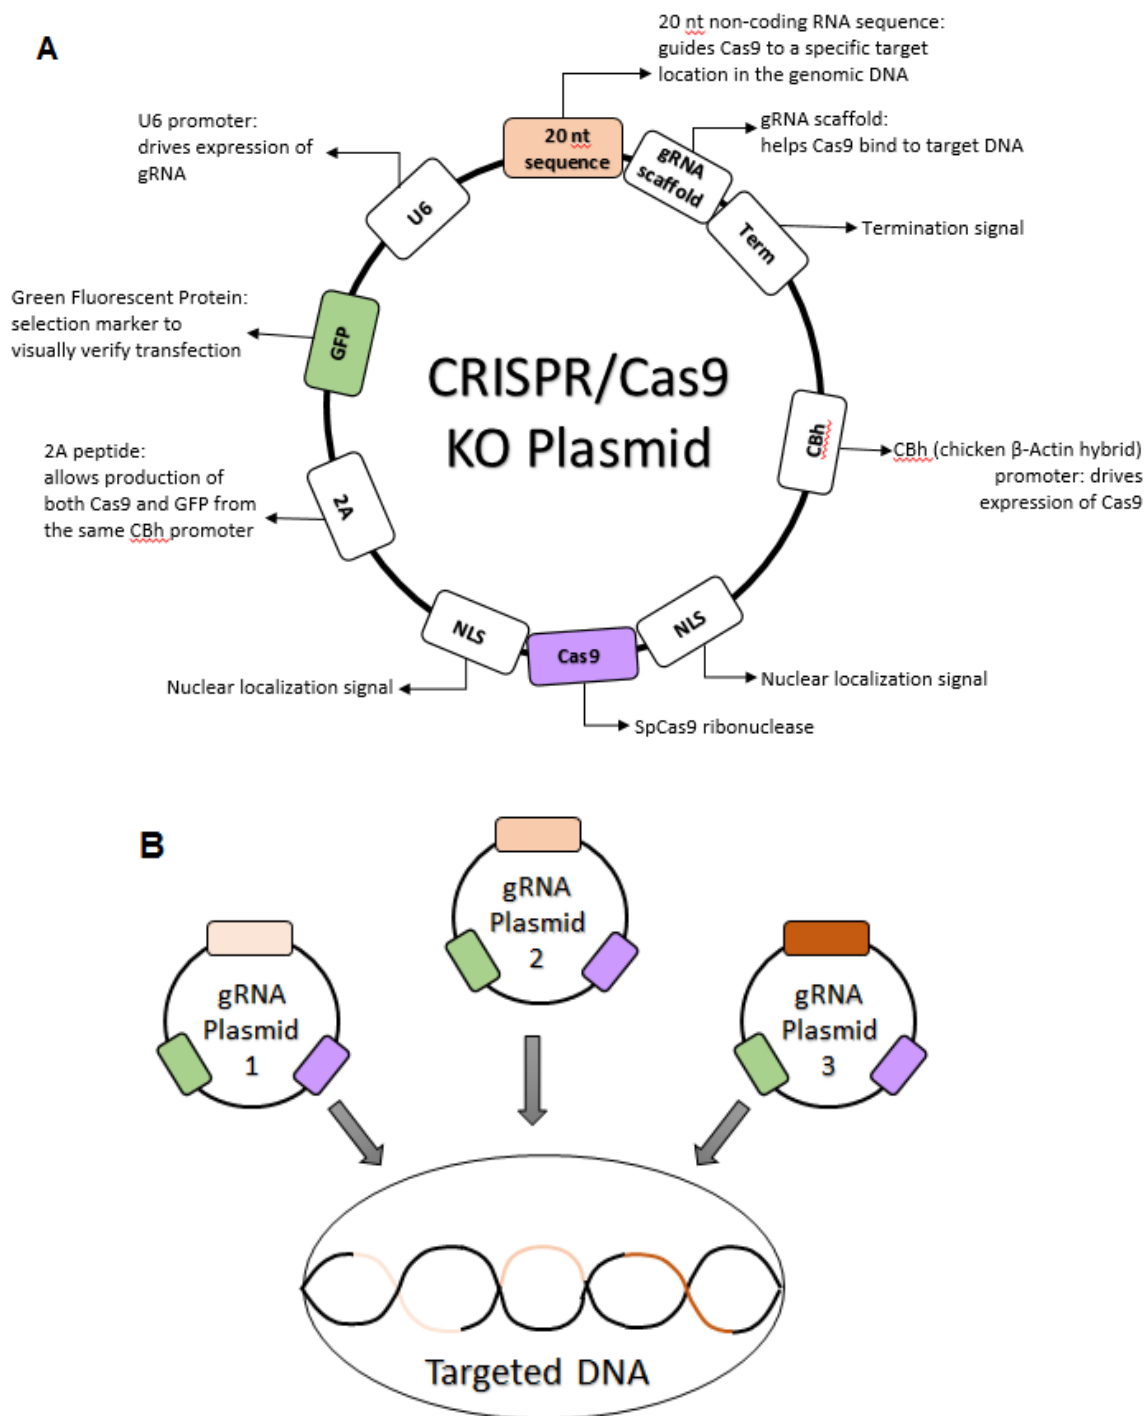 A
20 nt non-coding RNA sequence:
guides Cas9 to a specific target
location in the genomic DNA
U6 promoter:
drives expression of
gRNA
20 nt
sequence
gRNA
scaffold
gRNA scaffold:
helps Cas9 bind to target DNA
U6
Term
Termination signal
Green Fluorescent Protein:
selection marker to
visually verify transfection
GFP
CRISPR/Cas9
KO Plasmid
CBh
CBh (chicken β-Actin hybrid)
promoter: drives
expression of Cas9
2A peptide:
allows production of
both Cas9 and GFP from
the same CBh promoter
2A
NLS
Cas9
NLS
Nuclear localization signal
Nuclear localization signal
SpCas9 ribonuclease
B
gRNA
Plasmid
1
gRNA
Plasmid
2
gRNA
Plasmid
3
Targeted DNA